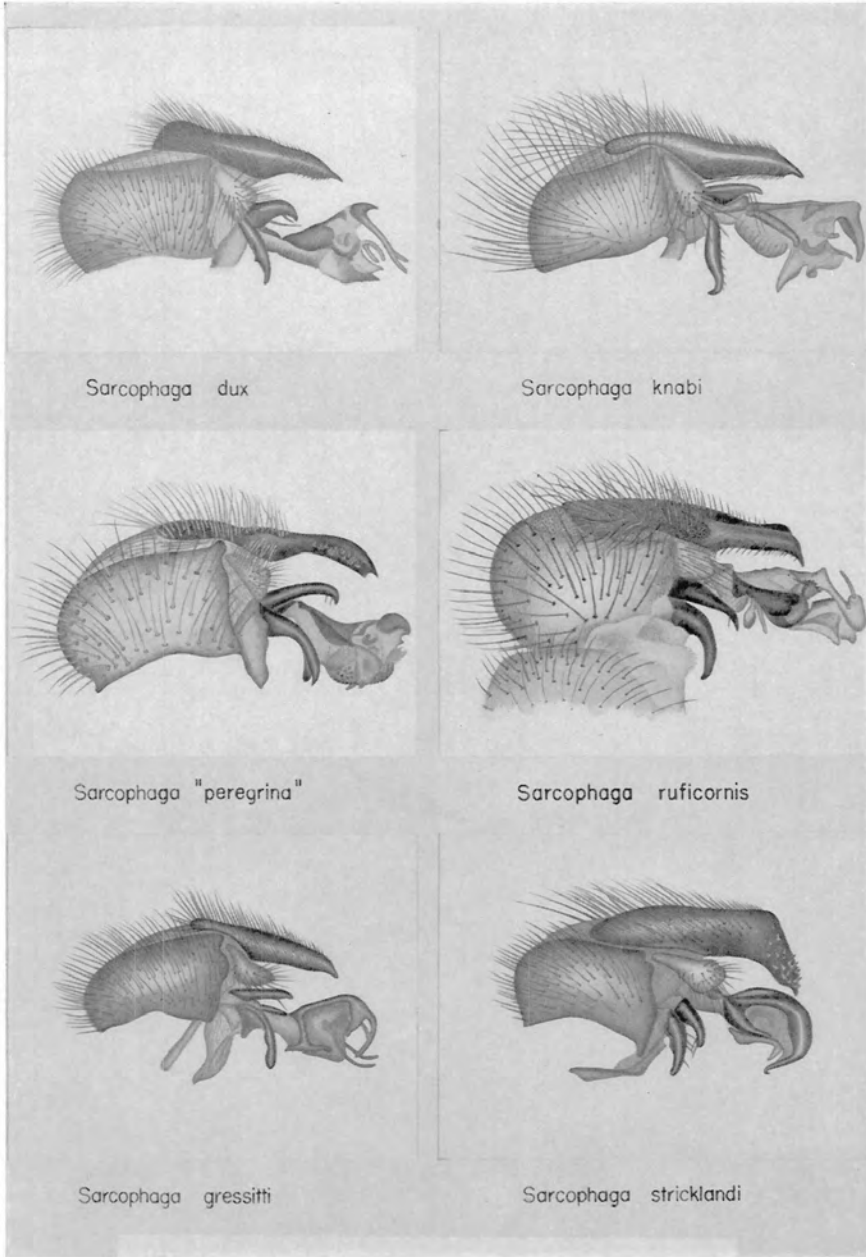 Sarcophaga dux
Sarcophaga knabi
Sarcophaga "peregrina"
Sarcophaga ruficornis
Sarcophaga gressitti
Sarcophaga stricklandi